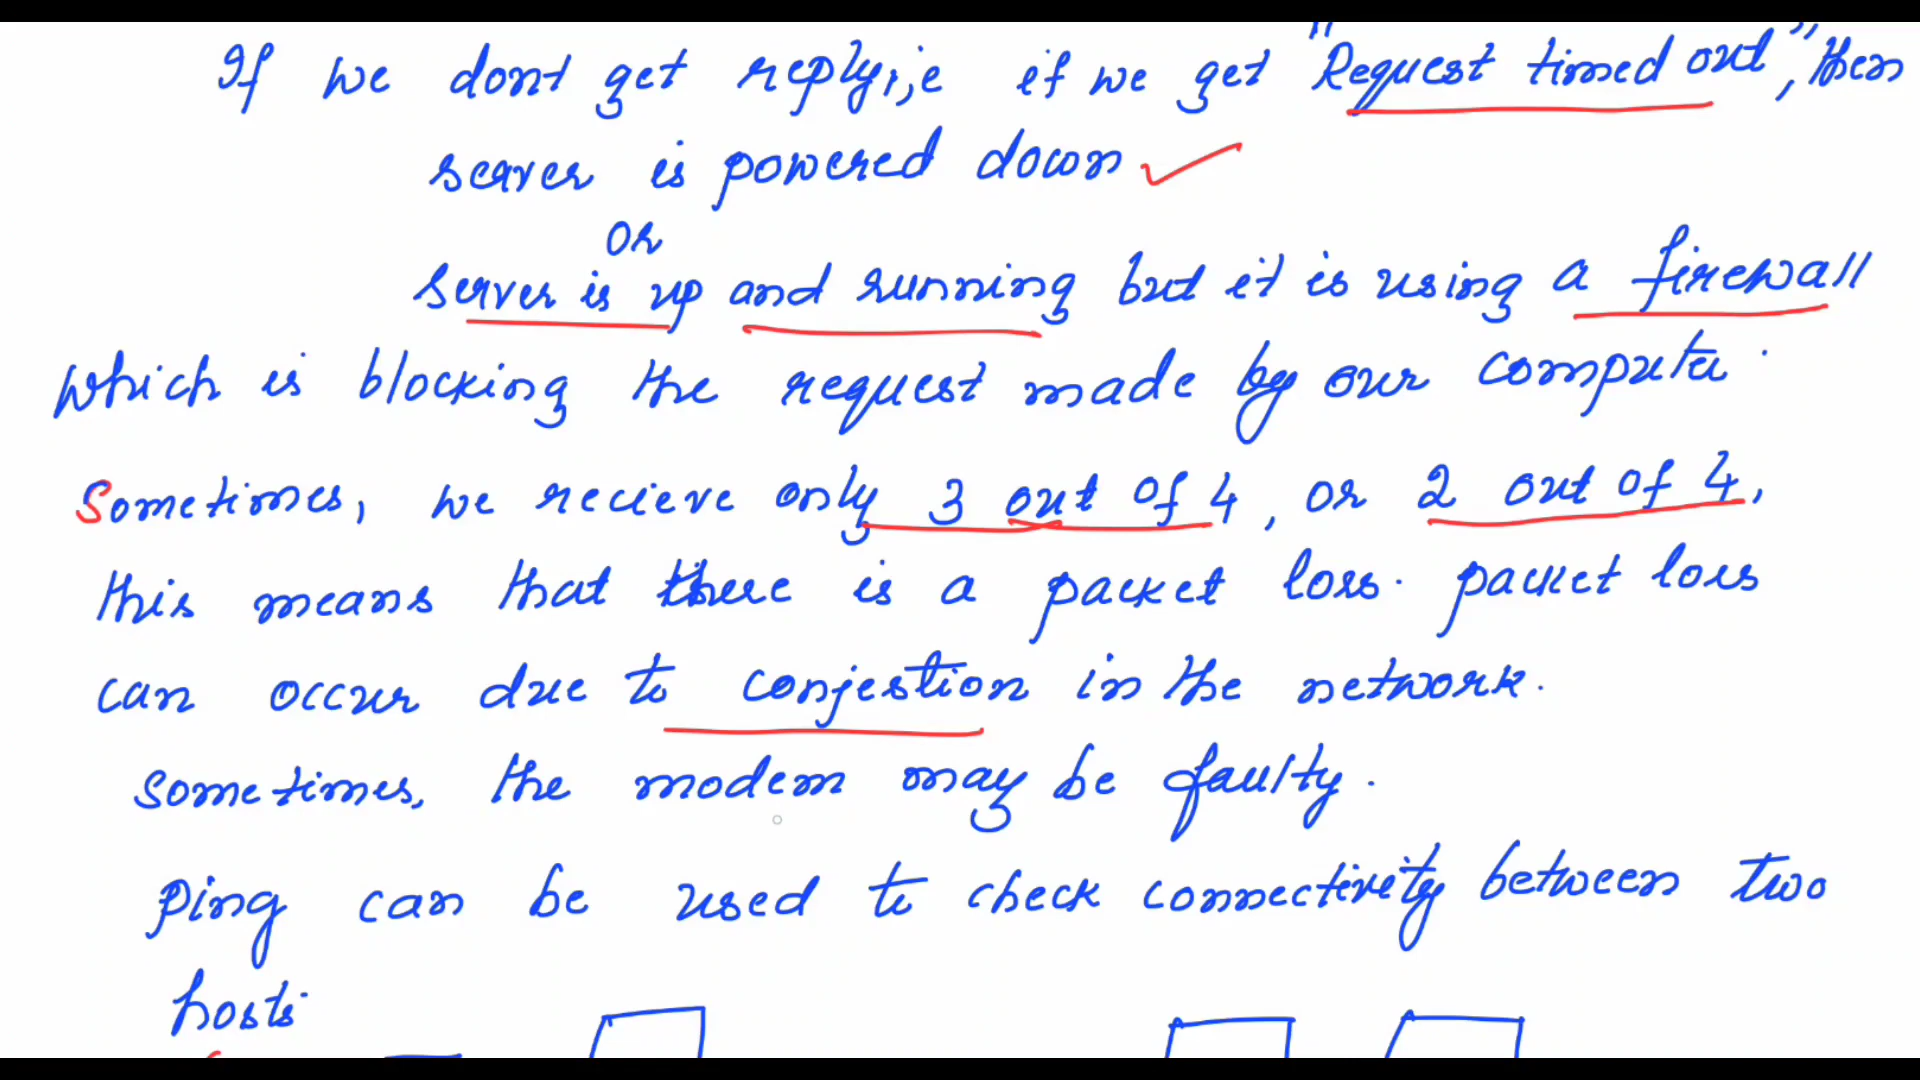 If we dont get reply, i,e if we get "Request timed out", then
server is powered down
or
server is up and running but it is using a firewall
which is blocking the request made by our computer.
Sometimes, we recieve only 3 out of 4, or 2 out of 4,
this means that there is a packet loss. packet loss
can occur due to conjestion in the network.
sometimes, the modem may be faulty.
Ping can be used to check connectivity between two
hosts.